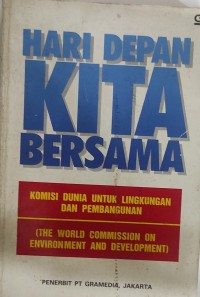 G
HARI DEPAN
KITA
BERSAMA
KOMISI DUNIA UNTUK LINGKUNGAN
DAN PEMBANGUNAN
(THE WORLD COMMISSION ON
ENVIRONMENT AND DEVELOPMENT)
PENERBIT PT GRAMEDIA, JAKARTA